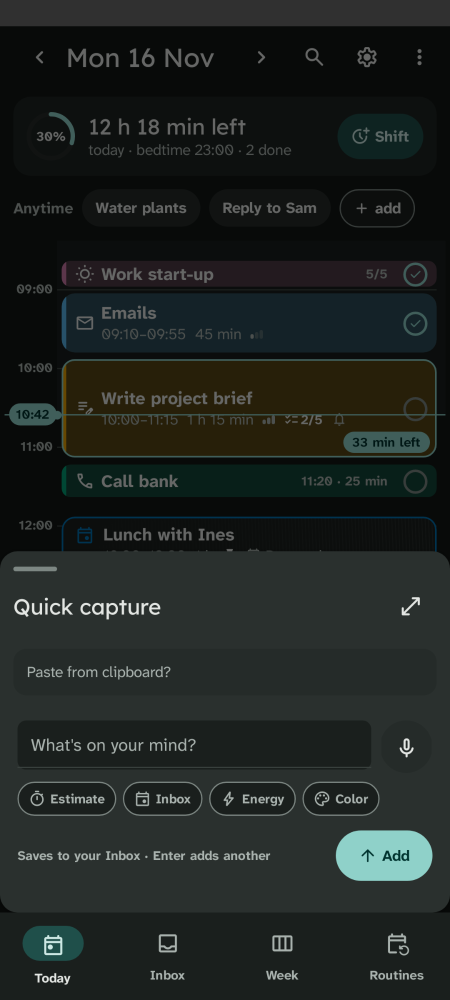 Mon 16 Nov
30%
12 h 18 min left
today · bedtime 23:00 · 2 done
Shift
Anytime
Water plants
Reply to Sam
+ add
Work start-up
5/5
09:00
Emails
09:10–09:55 45 min
10:00
Write project brief
10:00–11:15 1 h 15 min
2/5
10:42
33 min left
11:00
Call bank
11:20 · 25 min
12:00
Lunch with Ines
Quick capture
Paste from clipboard?
What's on your mind?
Estimate
Inbox
Energy
Color
Saves to your Inbox · Enter adds another
Add
Today
Inbox
Week
Routines